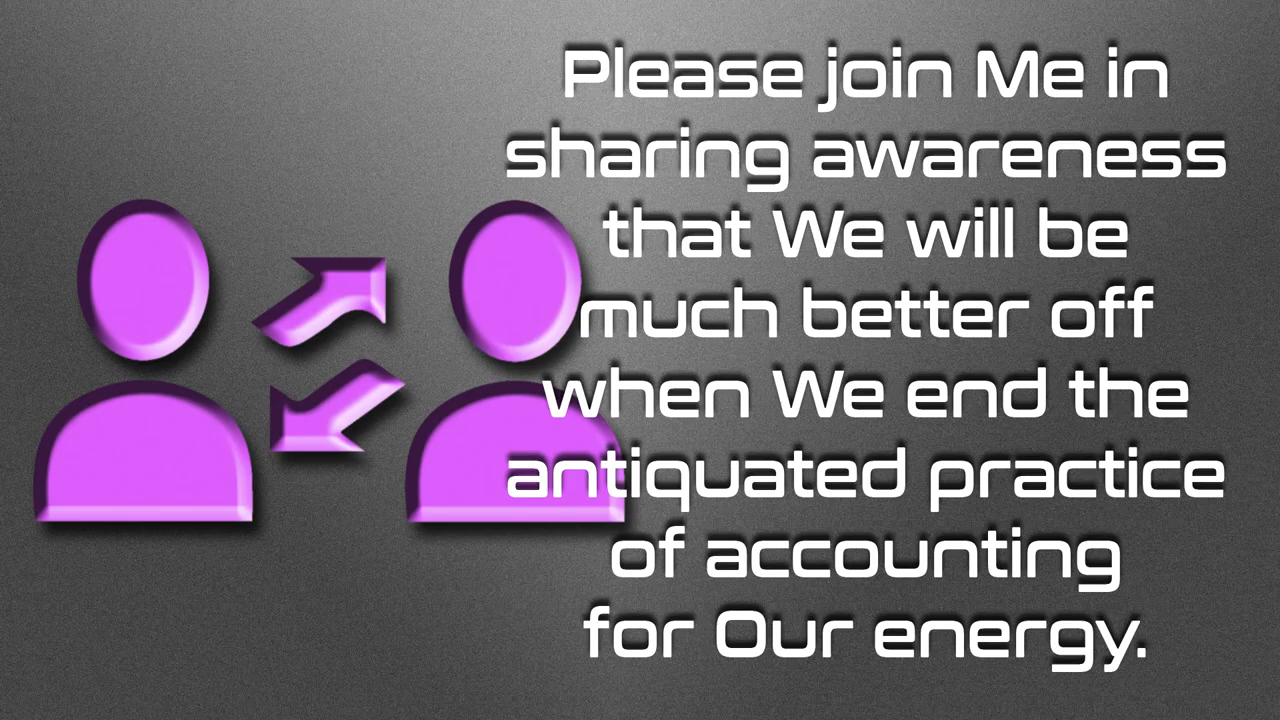 Please join Me in
sharing awareness
that We will be
much better off
when We end the
antiquated practice
of accounting
for Our energy.